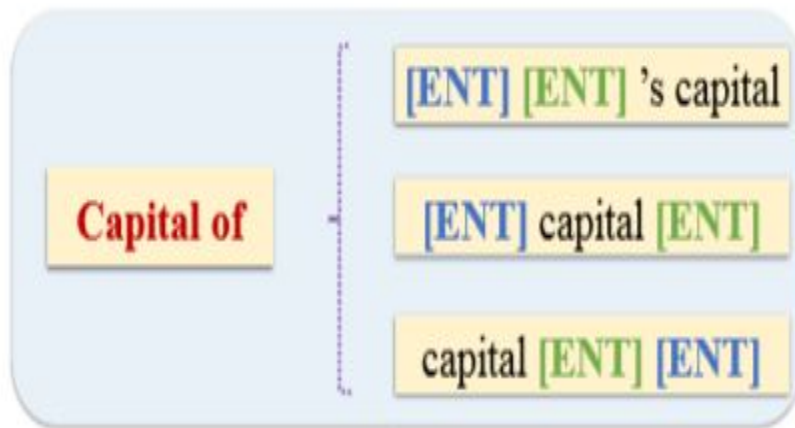 Capital of
[ENT] [ENT] 's capital
[ENT] capital [ENT]
capital [ENT] [ENT]